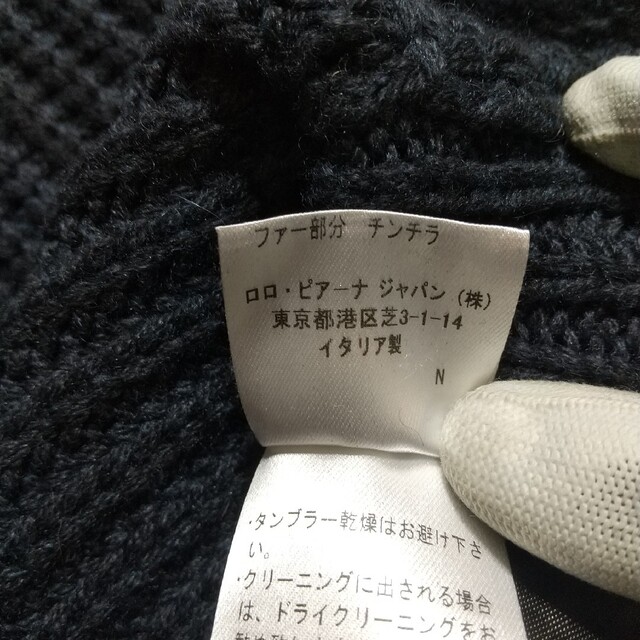 ファー部分 チンチラ
ロロ・ピアーナ ジャパン (株)
東京都港区芝3-1-14
イタリア製
N
・タンブラー乾燥はお避け下さ
い。
・クリーニングに出される場合
は、ドライクリーニングをお